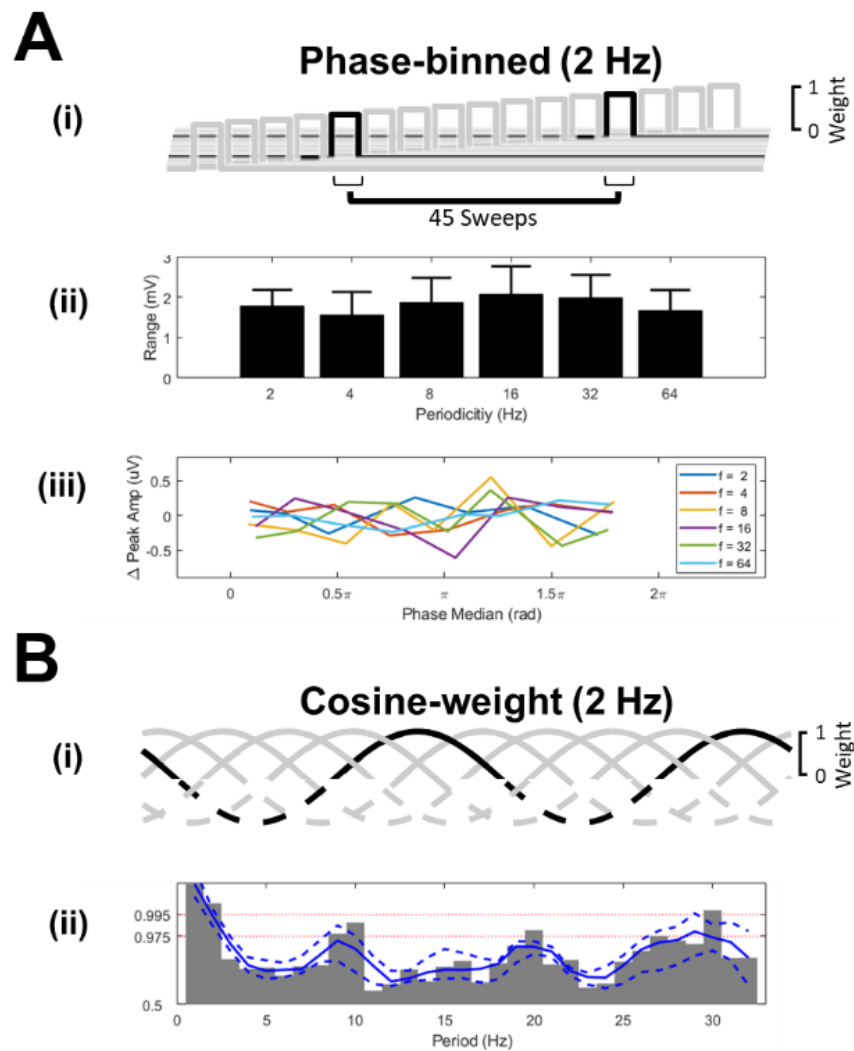 A
Phase-binned (2 Hz)
(i)
1
0
Weight
45 Sweeps
(ii)
3
2
1
0
Range (mV)
2 4 8 16 32 64
Periodicitiy (Hz)
(iii)
0.5
0
-0.5
Δ Peak Amp (uV)
f = 2
f = 4
f = 8
f = 16
f = 32
f = 64
0 0.5π π 1.5π 2π
Phase Median (rad)
B
Cosine-weight (2 Hz)
(i)
1
0
Weight
(ii)
0.995
0.975
0.5
0 5 10 15 20 25 30
Period (Hz)